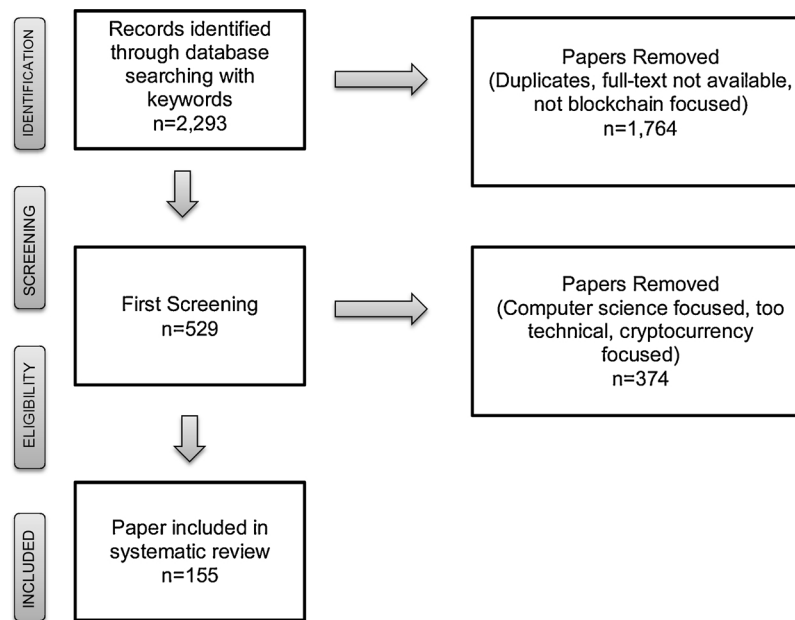 IDENTIFICATION
Records identified
through database
searching with
keywords
n=2,293
Papers Removed
(Duplicates, full-text not available,
not blockchain focused)
n=1,764
SCREENING
First Screening
n=529
Papers Removed
(Computer science focused, too
technical, cryptocurrency
focused)
n=374
ELIGIBILITY
INCLUDED
Paper included in
systematic review
n=155